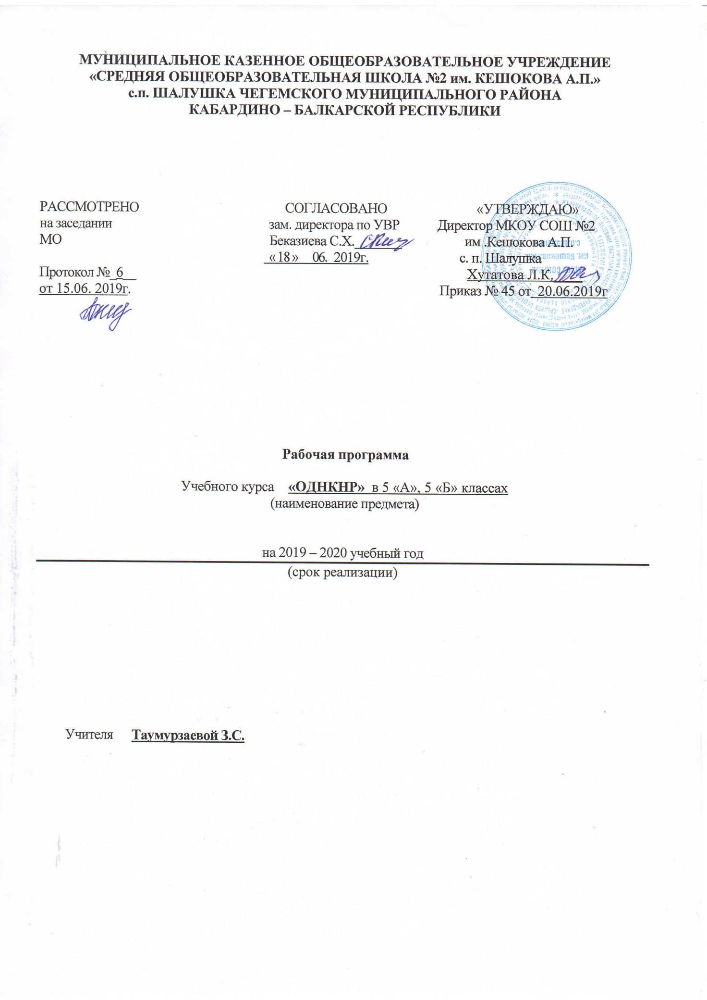 МУНИЦИПАЛЬНОЕ КАЗЕННОЕ ОБЩЕОБРАЗОВАТЕЛЬНОЕ УЧРЕЖДЕНИЕ
«СРЕДНЯЯ ОБЩЕОБРАЗОВАТЕЛЬНАЯ ШКОЛА №2 им. КЕШОКОВА А.П.»
с.п. ШАЛУШКА ЧЕГЕМСКОГО МУНИЦИПАЛЬНОГО РАЙОНА
КАБАРДИНО – БАЛКАРСКОЙ РЕСПУБЛИКИ
РАССМОТРЕНО
на заседании
МО
Протокол №_6__
от 15.06. 2019г.
СОГЛАСОВАНО
зам. директора по УВР
Беказиева С.Х.
« 18 » 06. 2019г.
«УТВЕРЖДАЮ»
Директор МКОУ СОШ №2
им .Кешокова А.П.
с. п. Шалушка
Хутатова Л.К.
Приказ № 45 от 20.06.2019г
Рабочая программа
Учебного курса «ОДНКНР» в 5 «А», 5 «Б» классах
(наименование предмета)
на 2019 – 2020 учебный год
(срок реализации)
Учителя Таумурзаевой З.С.